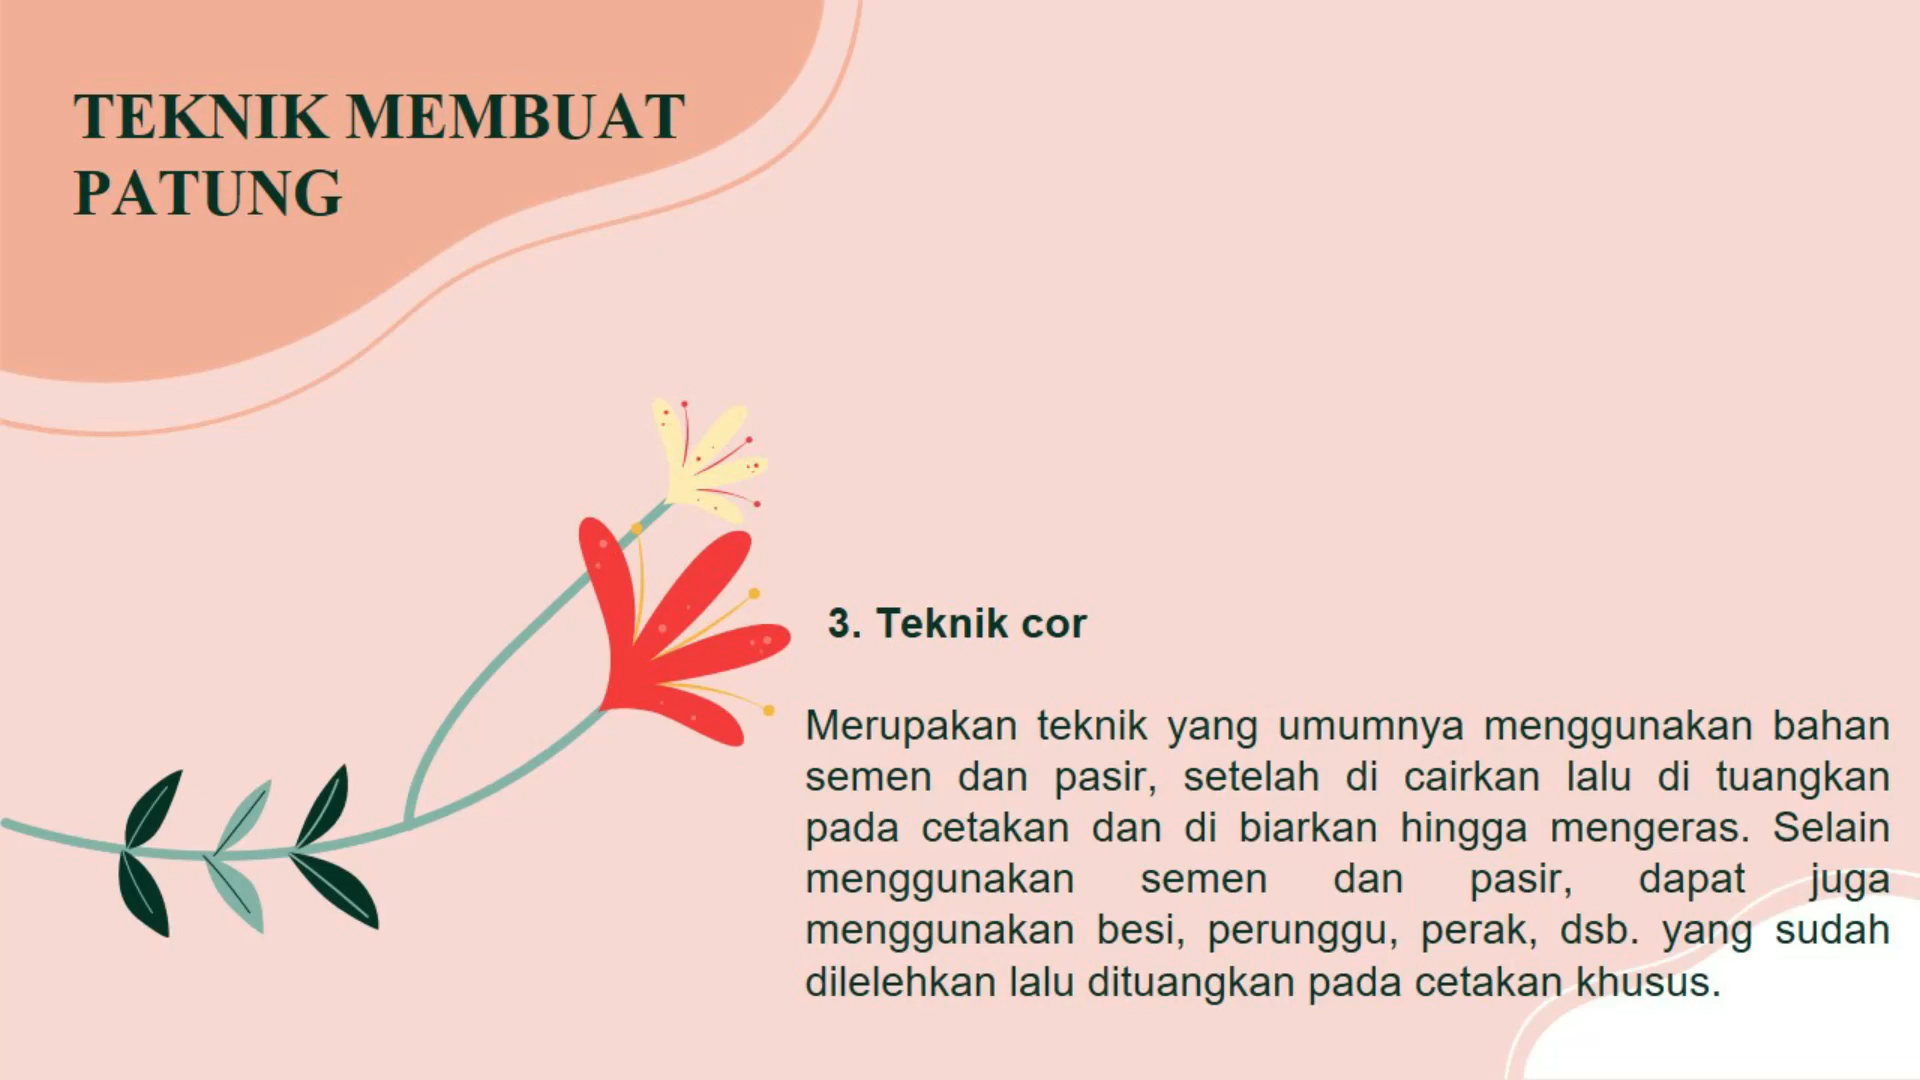 TEKNIK MEMBUAT
PATUNG
3. Teknik cor
Merupakan teknik yang umumnya menggunakan bahan
semen dan pasir, setelah di cairkan lalu di tuangkan
pada cetakan dan di biarkan hingga mengeras. Selain
menggunakan semen dan pasir, dapat juga
menggunakan besi, perunggu, perak, dsb. yang sudah
dilelehkan lalu dituangkan pada cetakan khusus.